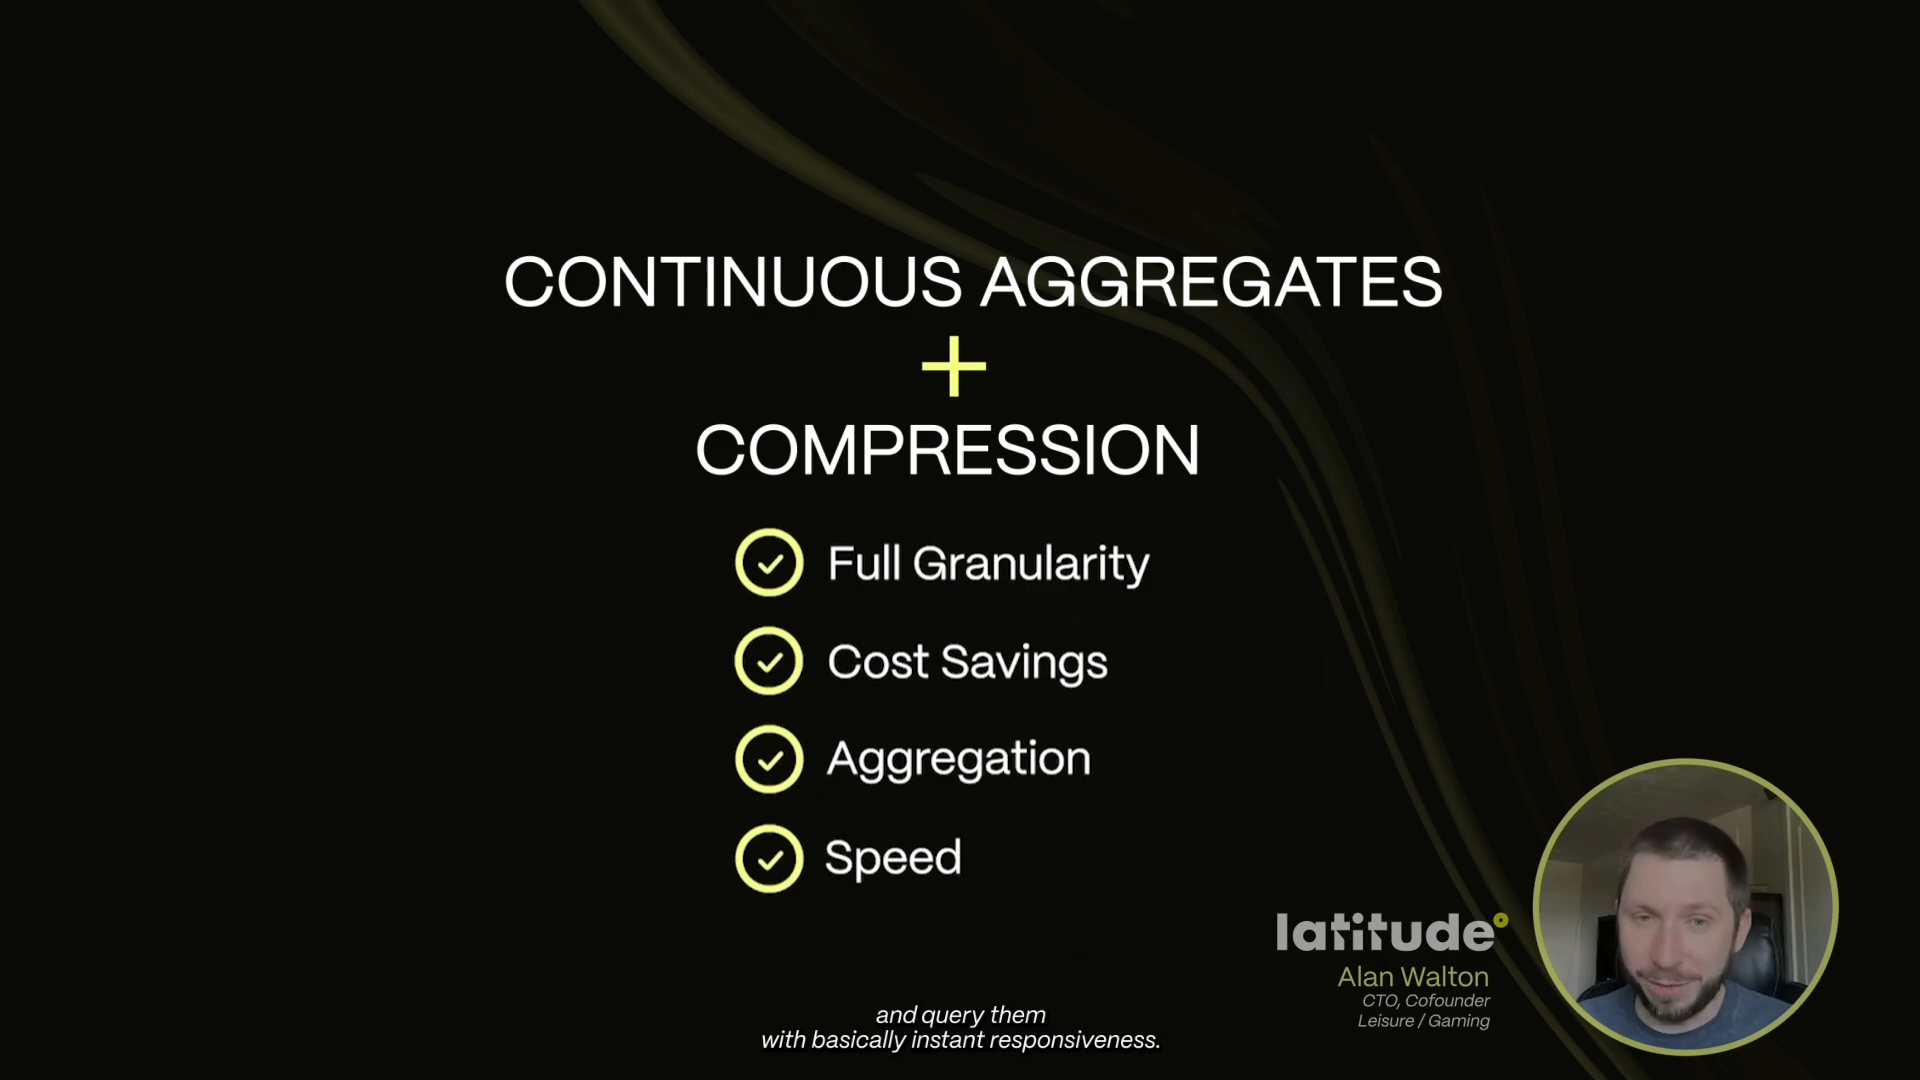 CONTINUOUS AGGREGATES
+
COMPRESSION
Full Granularity
Cost Savings
Aggregation
Speed
latitude°
Alan Walton
CTO, Cofounder
Leisure / Gaming
and query them
with basically instant responsiveness.